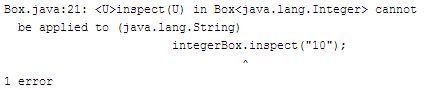 Box.java:21: <U>inspect(U) in Box<java.lang.Integer> cannot
be applied to (java.lang.String)
integerBox.inspect("10");
^
1 error